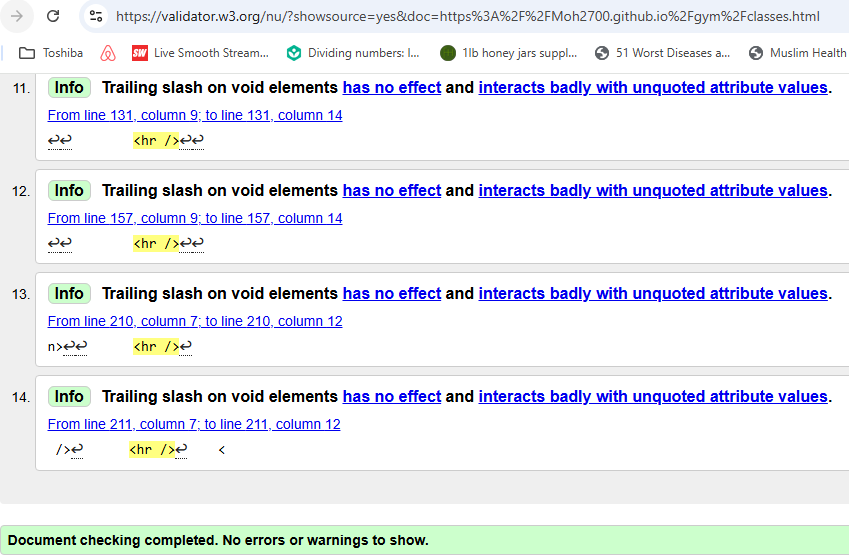 https://validator.w3.org/nu/?showsource=yes&doc=https%3A%2F%2FMoh2700.github.io%2Fgym%2Fclasses.html
Toshiba SW Live Smooth Stream... Dividing numbers: l... 1lb honey jars suppl... 51 Worst Diseases a... Muslim Health
11. Info Trailing slash on void elements has no effect and interacts badly with unquoted attribute values.
From line 131, column 9; to line 131, column 14
↩↩ <hr />↩↩
12. Info Trailing slash on void elements has no effect and interacts badly with unquoted attribute values.
From line 157, column 9; to line 157, column 14
↩↩ <hr />↩↩
13. Info Trailing slash on void elements has no effect and interacts badly with unquoted attribute values.
From line 210, column 7; to line 210, column 12
n>↩↩ <hr />↩
14. Info Trailing slash on void elements has no effect and interacts badly with unquoted attribute values.
From line 211, column 7; to line 211, column 12
/>↩ <hr />↩ <
Document checking completed. No errors or warnings to show.